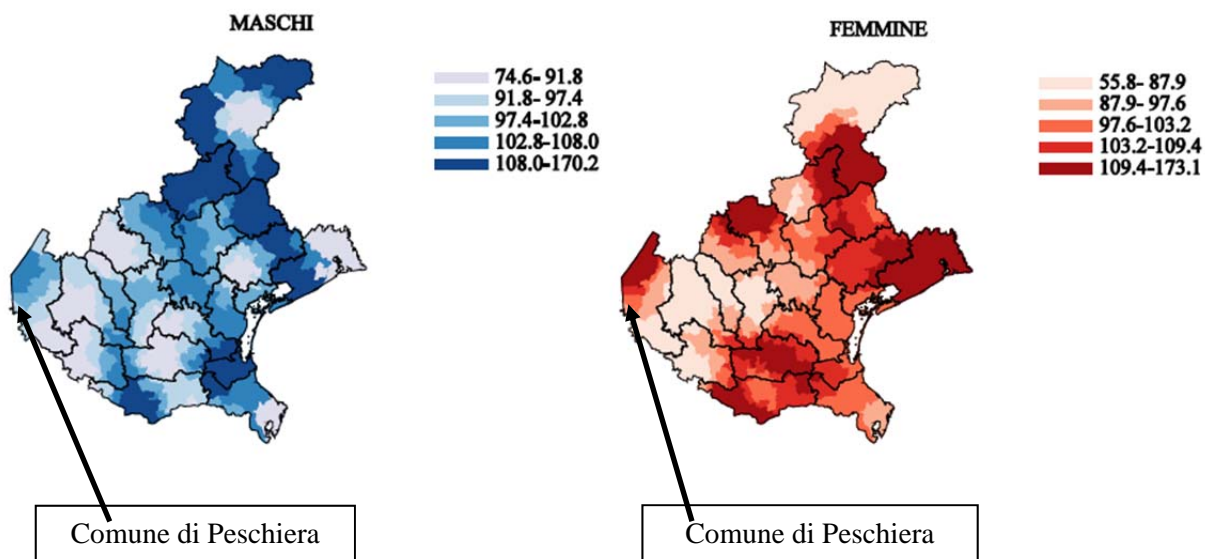 MASCHI
74.6- 91.8
91.8- 97.4
97.4-102.8
102.8-108.0
108.0-170.2
Comune di Peschiera
FEMMINE
55.8- 87.9
87.9- 97.6
97.6-103.2
103.2-109.4
109.4-173.1
Comune di Peschiera